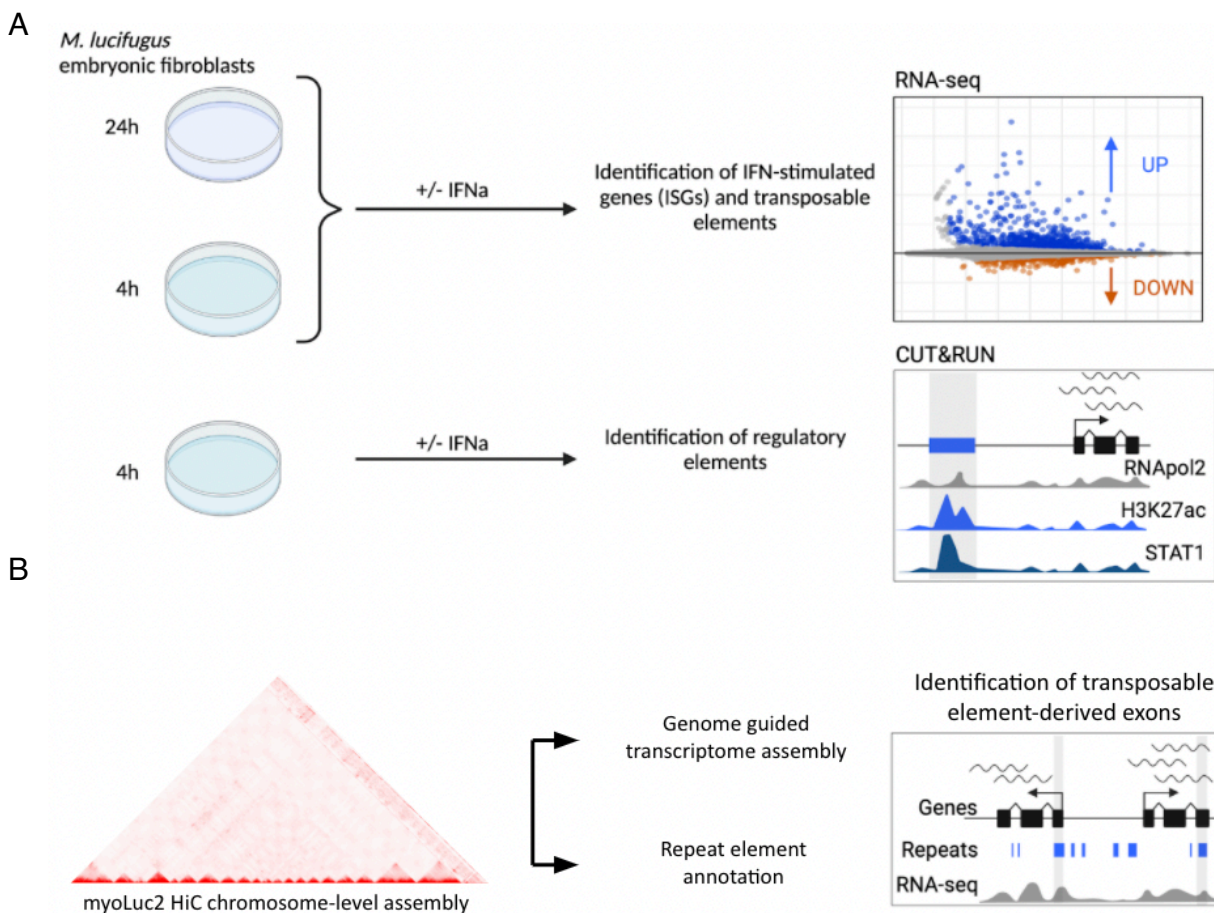 A
M. lucifugus
embryonic fibroblasts
24h
4h
+/- IFNa
Identification of IFN-stimulated
genes (ISGs) and transposable
elements
RNA-seq
UP
DOWN
4h
+/- IFNa
Identification of regulatory
elements
CUT&RUN
RNApol2
H3K27ac
STAT1
B
myoLuc2 HiC chromosome-level assembly
Genome guided
transcriptome assembly
Repeat element
annotation
Identification of transposable
element-derived exons
Genes
Repeats
RNA-seq